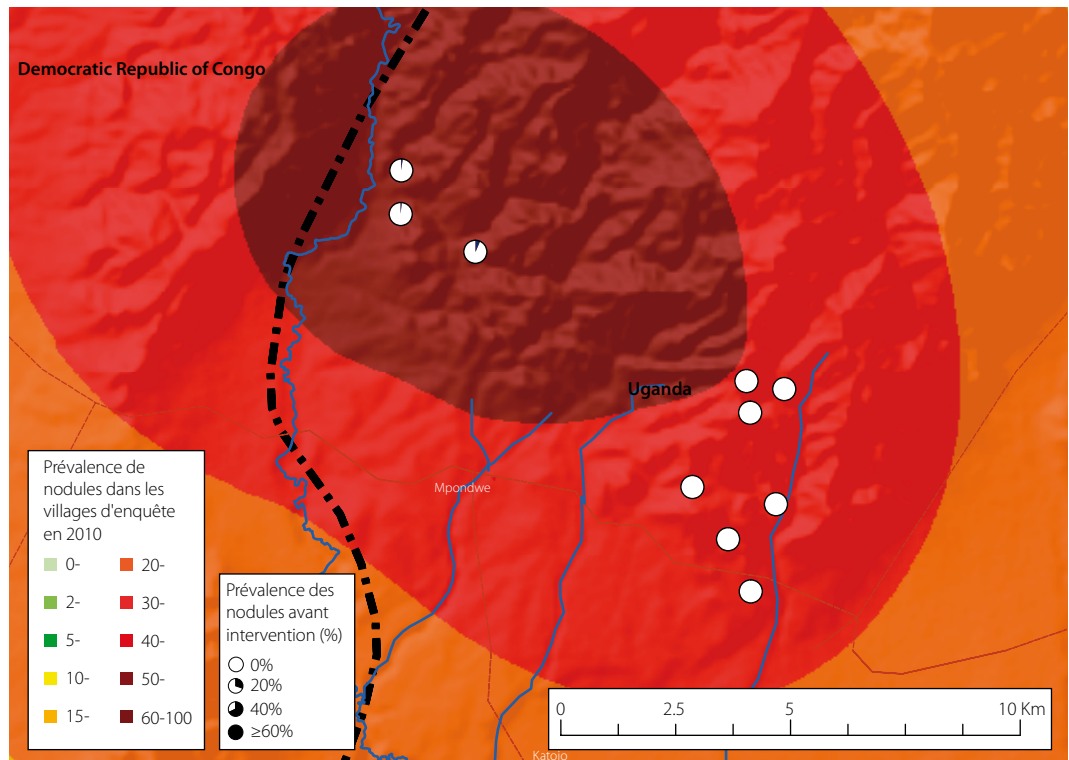 Democratic Republic of Congo
Uganda
Mpondwe
Prévalence de
nodules dans les
villages d'enquête
en 2010
0-
20-
2-
30-
5-
40-
10-
50-
15-
60-100
Prévalence des
nodules avant
intervention (%)
0%
20%
40%
≥60%
0 2.5 5 10 Km
Katojo